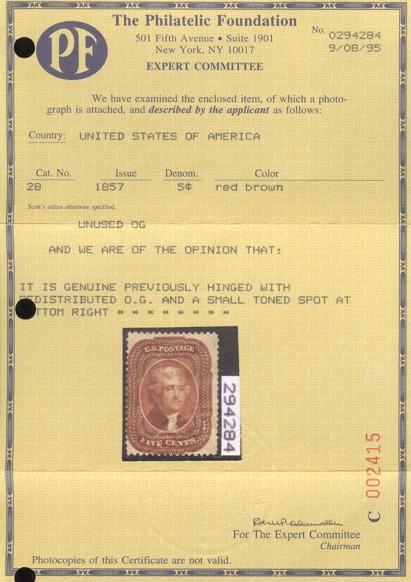 PF
The Philatelic Foundation
501 Fifth Avenue • Suite 1901
New York, NY 10017
EXPERT COMMITTEE
No. 0294284
9/08/95
We have examined the enclosed item, of which a photo-
graph is attached, and described by the applicant as follows:
Country: UNITED STATES OF AMERICA
Cat. No. Issue Denom. Color
28 1857 5¢ red brown
Scott's unless otherwise specified.
UNUSED OG
AND WE ARE OF THE OPINION THAT:
IT IS GENUINE PREVIOUSLY HINGED WITH
REDISTRIBUTED O.G. AND A SMALL TONED SPOT AT
BOTTOM RIGHT * * * * * * * *
U.S. POSTAGE
FIVE CENTS
294284
C 002415
For The Expert Committee
Chairman
Photocopies of this Certificate are not valid.